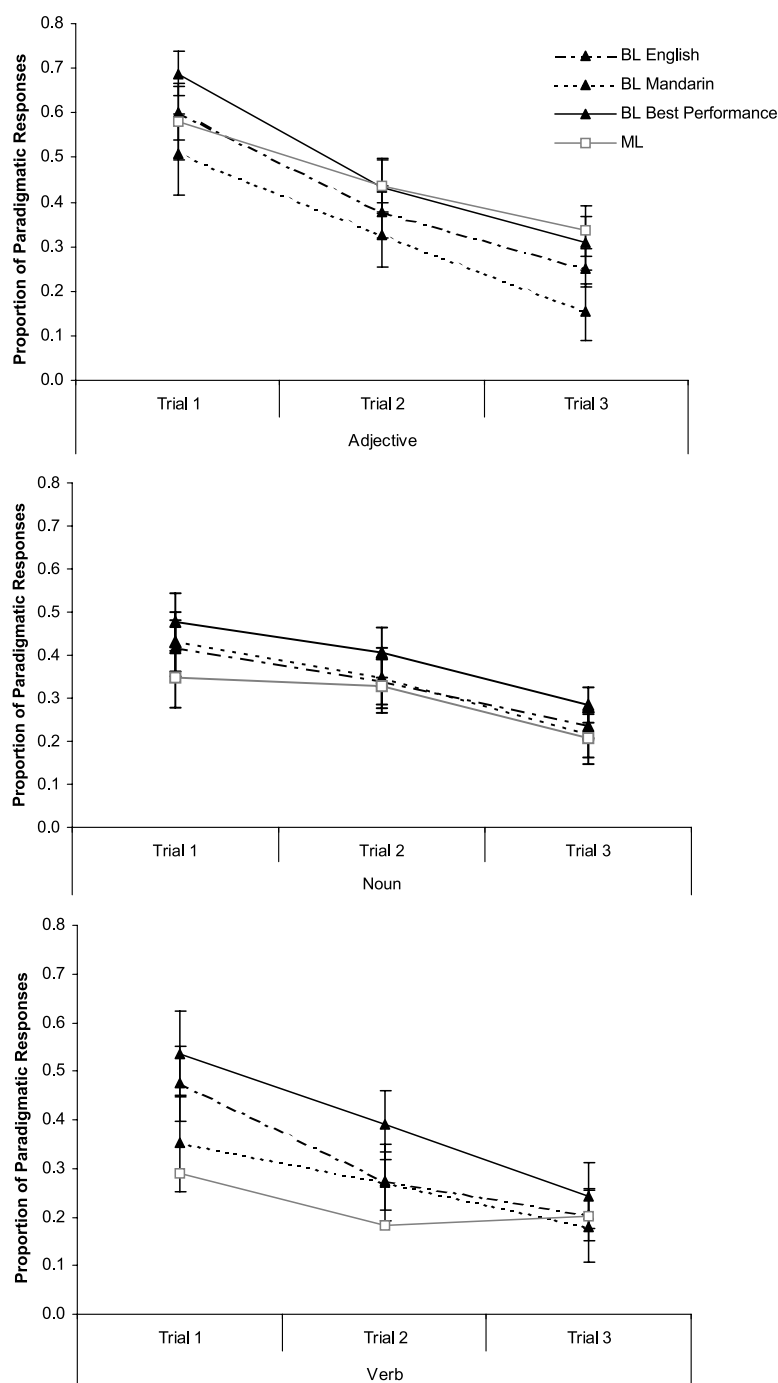 Proportion of Paradigmatic Responses
0.8
0.7
0.6
0.5
0.4
0.3
0.2
0.1
0.0
BL English
BL Mandarin
BL Best Performance
ML
Trial 1 Trial 2 Trial 3
Adjective
Proportion of Paradigmatic Responses
0.8
0.7
0.6
0.5
0.4
0.3
0.2
0.1
0.0
Trial 1 Trial 2 Trial 3
Noun
Proportion of Paradigmatic Responses
0.8
0.7
0.6
0.5
0.4
0.3
0.2
0.1
0.0
Trial 1 Trial 2 Trial 3
Verb